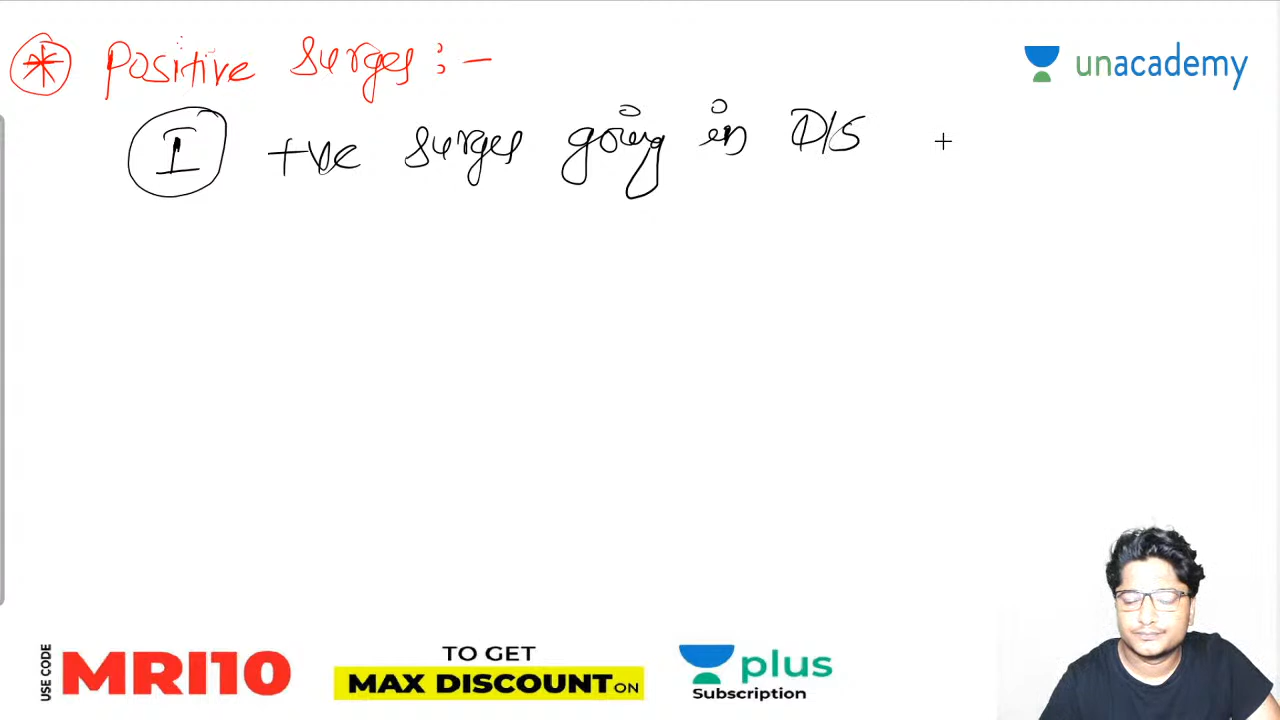 * Positive Surges :-
unacademy
I +ve surges going in D/S +
USE CODE
MRI10
TO GET
MAX DISCOUNT ON
plus
Subscription